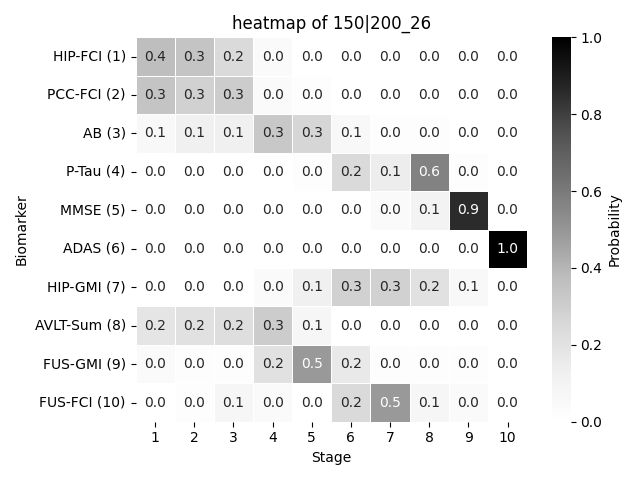 heatmap of 150|200_26
HIP-FCI (1) 0.4 0.3 0.2 0.0 0.0 0.0 0.0 0.0 0.0 0.0
PCC-FCI (2) 0.3 0.3 0.3 0.0 0.0 0.0 0.0 0.0 0.0 0.0
AB (3) 0.1 0.1 0.1 0.3 0.3 0.1 0.0 0.0 0.0 0.0
P-Tau (4) 0.0 0.0 0.0 0.0 0.0 0.2 0.1 0.6 0.0 0.0
MMSE (5) 0.0 0.0 0.0 0.0 0.0 0.0 0.0 0.1 0.9 0.0
ADAS (6) 0.0 0.0 0.0 0.0 0.0 0.0 0.0 0.0 0.0 1.0
HIP-GMI (7) 0.0 0.0 0.0 0.0 0.1 0.3 0.3 0.2 0.1 0.0
AVLT-Sum (8) 0.2 0.2 0.2 0.3 0.1 0.0 0.0 0.0 0.0 0.0
FUS-GMI (9) 0.0 0.0 0.0 0.2 0.5 0.2 0.0 0.0 0.0 0.0
FUS-FCI (10) 0.0 0.0 0.1 0.0 0.0 0.2 0.5 0.1 0.0 0.0
1 2 3 4 5 6 7 8 9 10
Stage
Biomarker
1.0
0.8
0.6
0.4
0.2
0.0
Probability